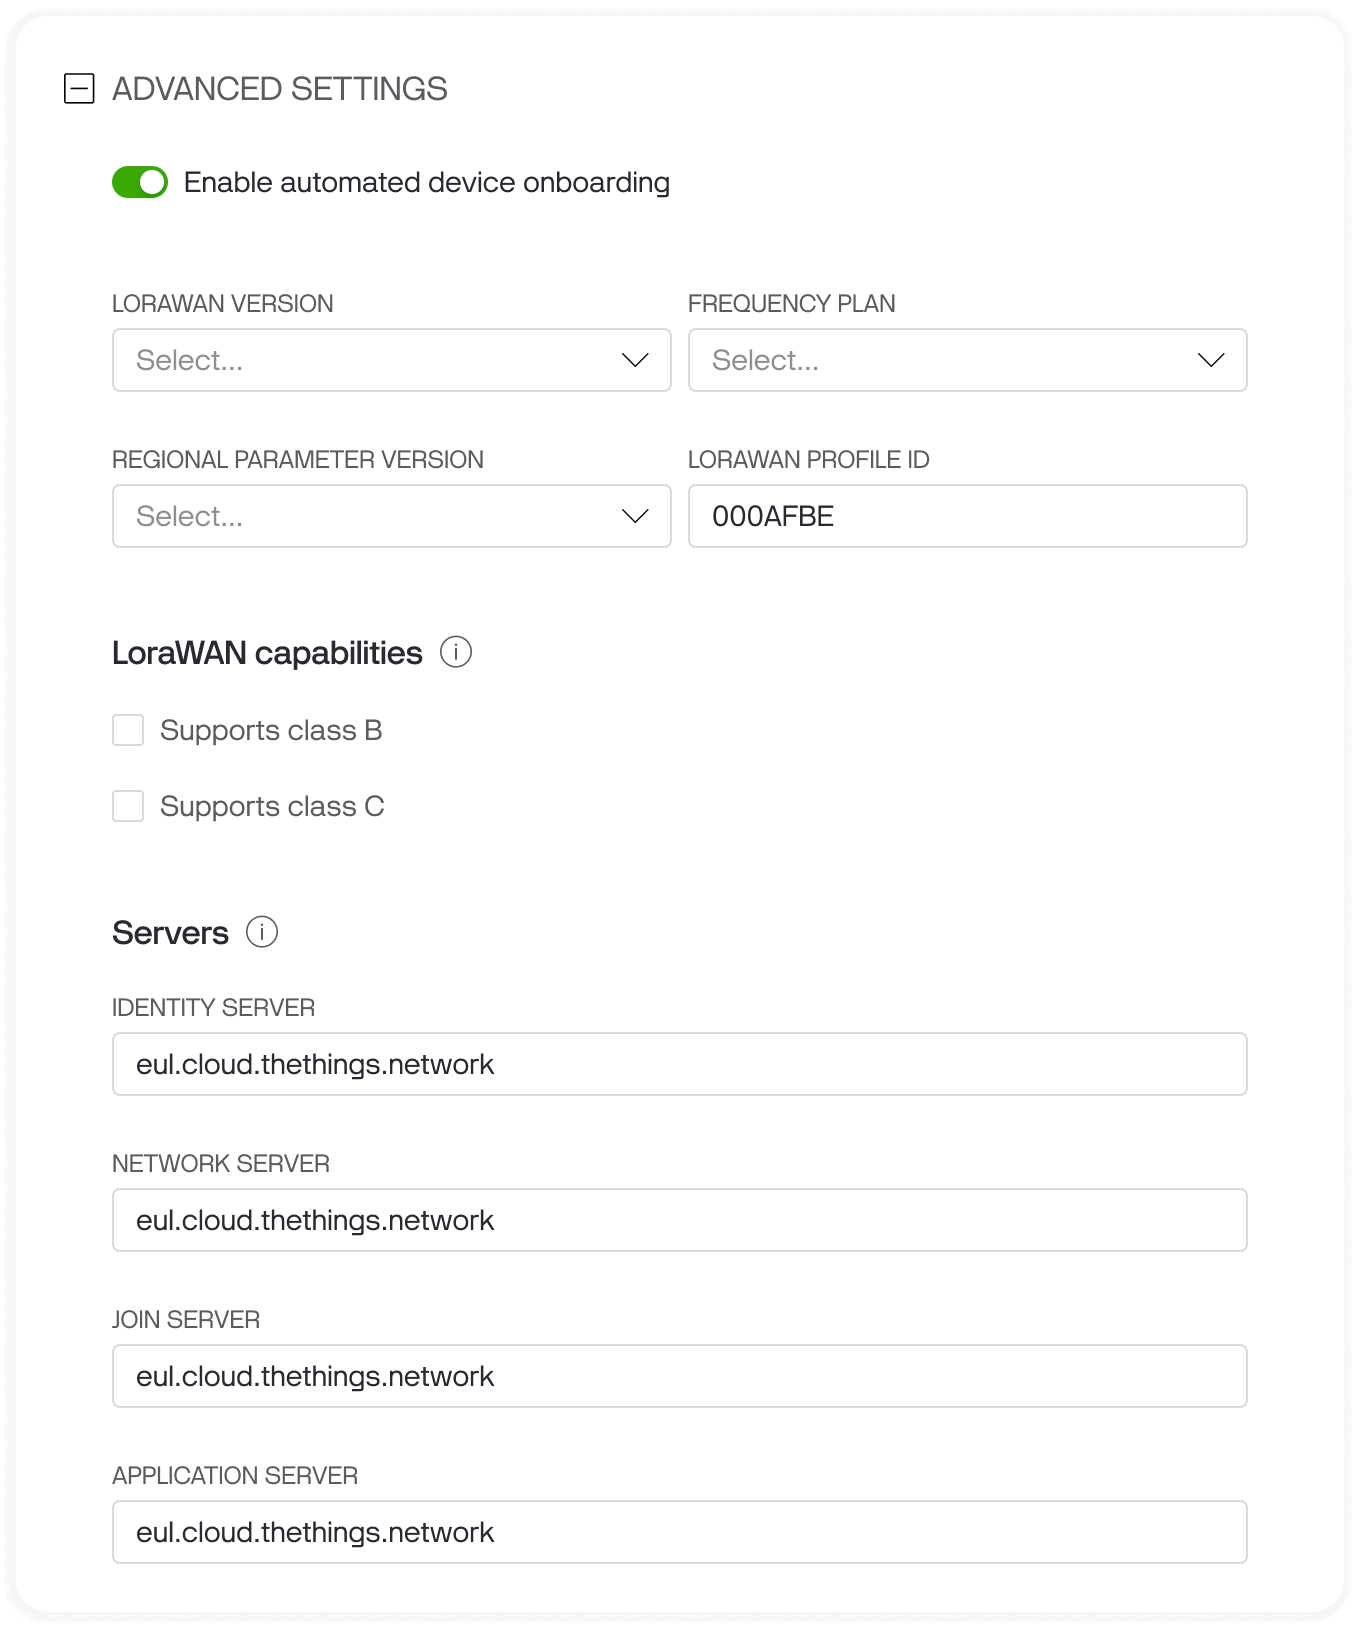 ADVANCED SETTINGS
Enable automated device onboarding
LORAWAN VERSION
FREQUENCY PLAN
Select...
Select...
REGIONAL PARAMETER VERSION
LORAWAN PROFILE ID
Select...
000AFBE
LoraWAN capabilities
Supports class B
Supports class C
Servers
IDENTITY SERVER
eul.cloud.thethings.network
NETWORK SERVER
eul.cloud.thethings.network
JOIN SERVER
eul.cloud.thethings.network
APPLICATION SERVER
eul.cloud.thethings.network